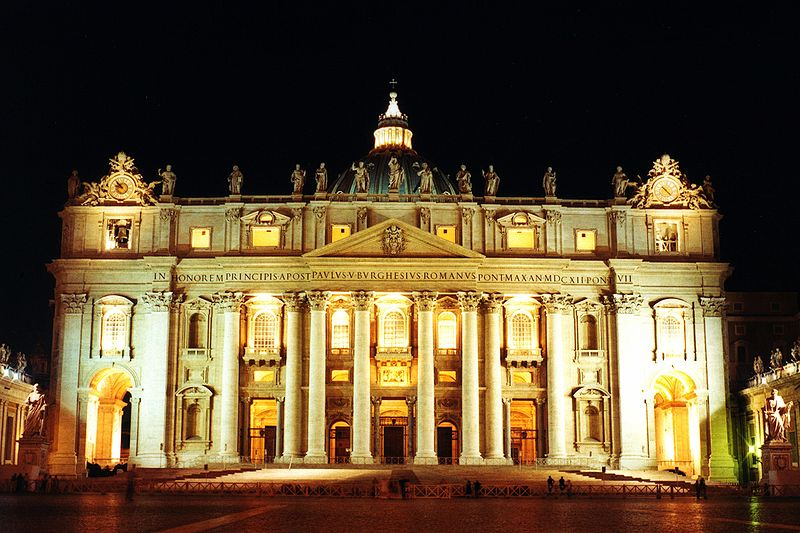 IN HONOREM PRINCIPIS APOST PAVLVS V BVRGHESIVS ROMANVS PONT MAX AN MDCXII PONT VII